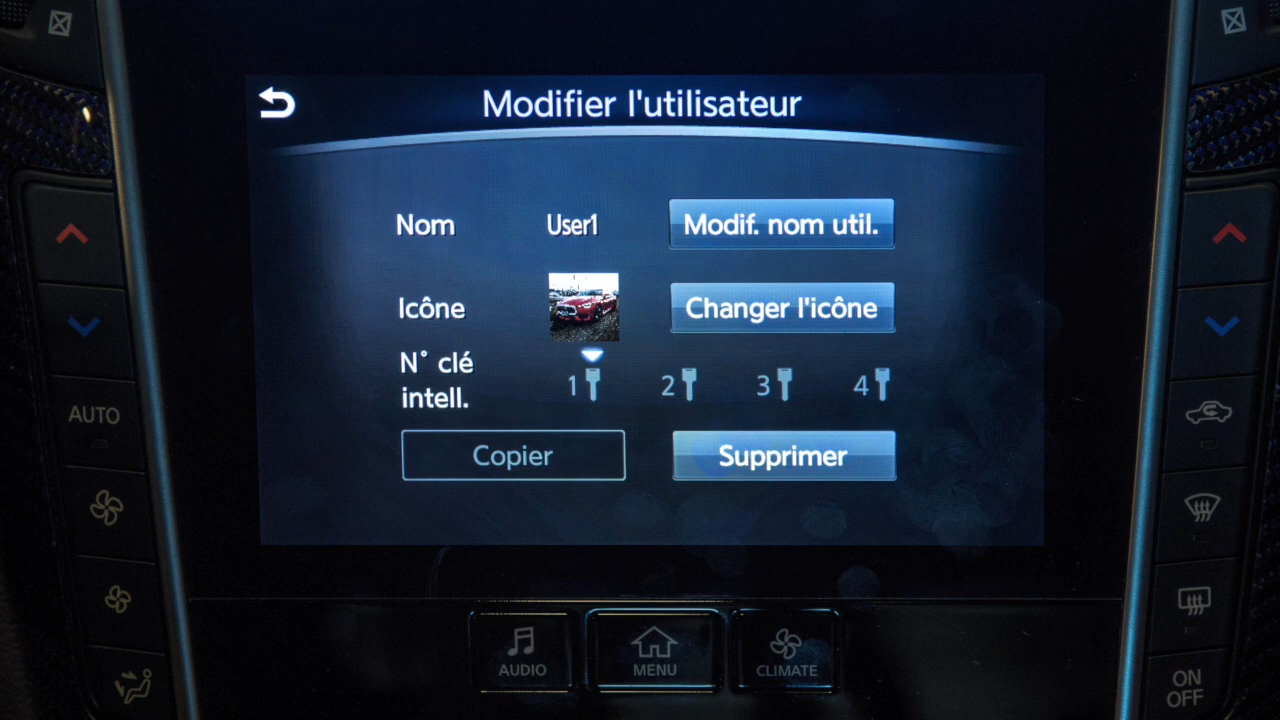 Modifier l'utilisateur
Nom User1 Modif. nom util.
Icône Changer l'icône
N° clé
intell.
1 2 3 4
Copier Supprimer
AUTO
AUDIO MENU CLIMATE
ON
OFF